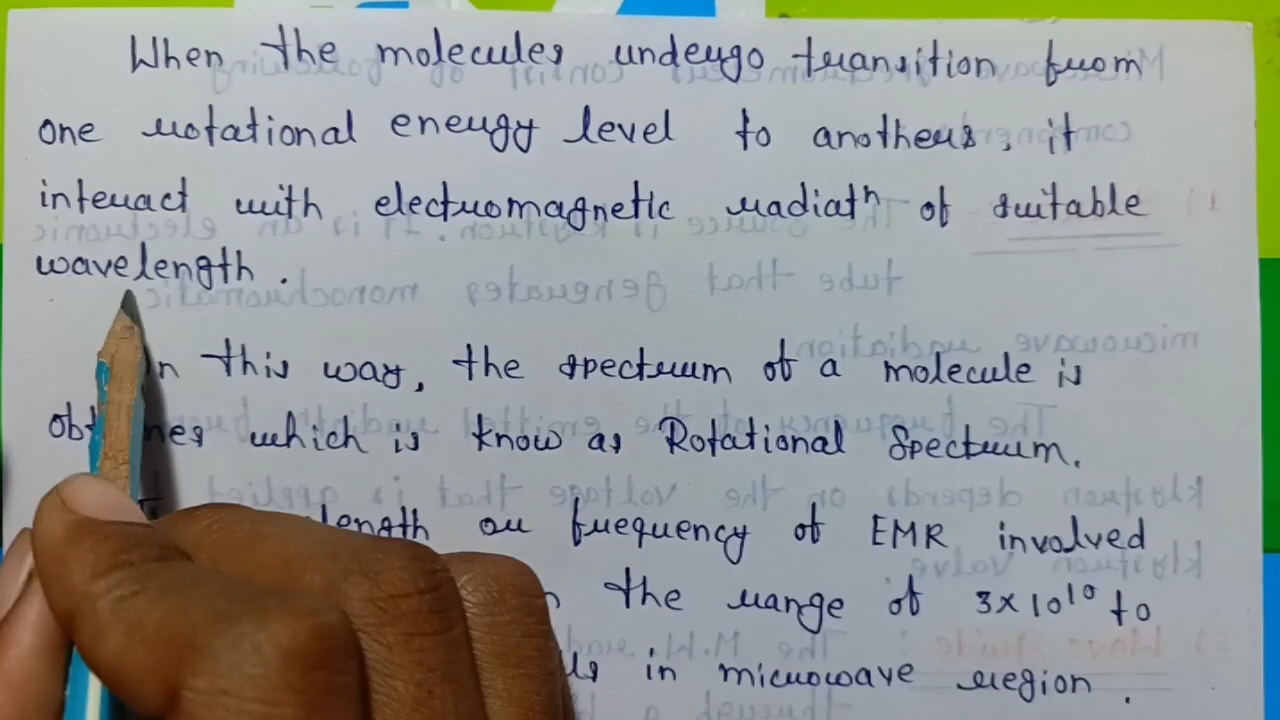 When the molecules undergo transition from
one rotational energy level to another, it
interact with electromagnetic radiatn of suitable
wavelength.
In this way, the spectrum of a molecule is
which is know as Rotational Spectrum.
length or frequency of EMR involved
the range of 3x10¹⁰ to
in microwave region.